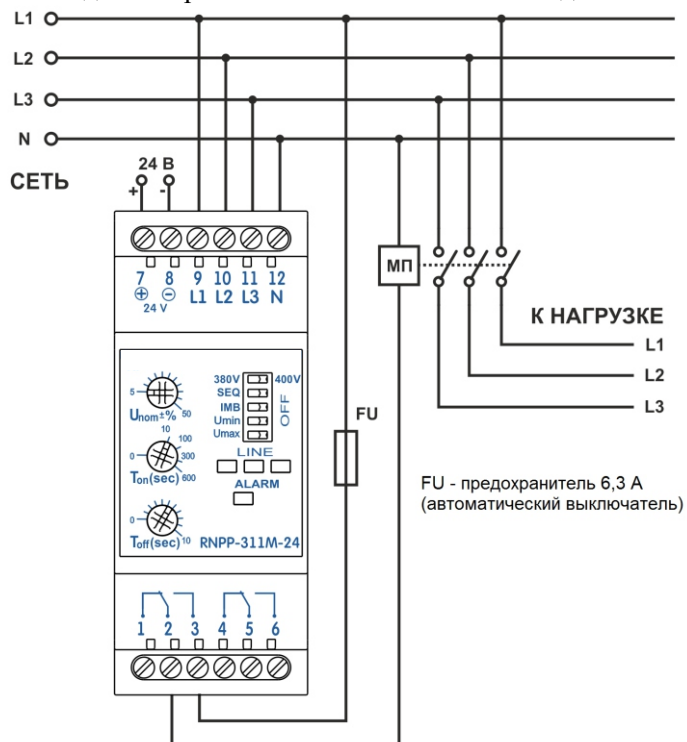 L1
L2
L3
N
СЕТЬ
24 В
+ -
7 8 9 10 11 12
⊕ ⊖ L1 L2 L3 N
24 V
МП
К НАГРУЗКЕ
L1
L2
L3
5 50
Unom±%
380V 400V
SEQ
IMB
Umin
Umax
OFF
10 100
0 300
Ton(sec) 600
LINE
ALARM
0
Toff(sec) 10
RNPP-311M-24
FU
FU - предохранитель 6,3 А
(автоматический выключатель)
1 2 3 4 5 6